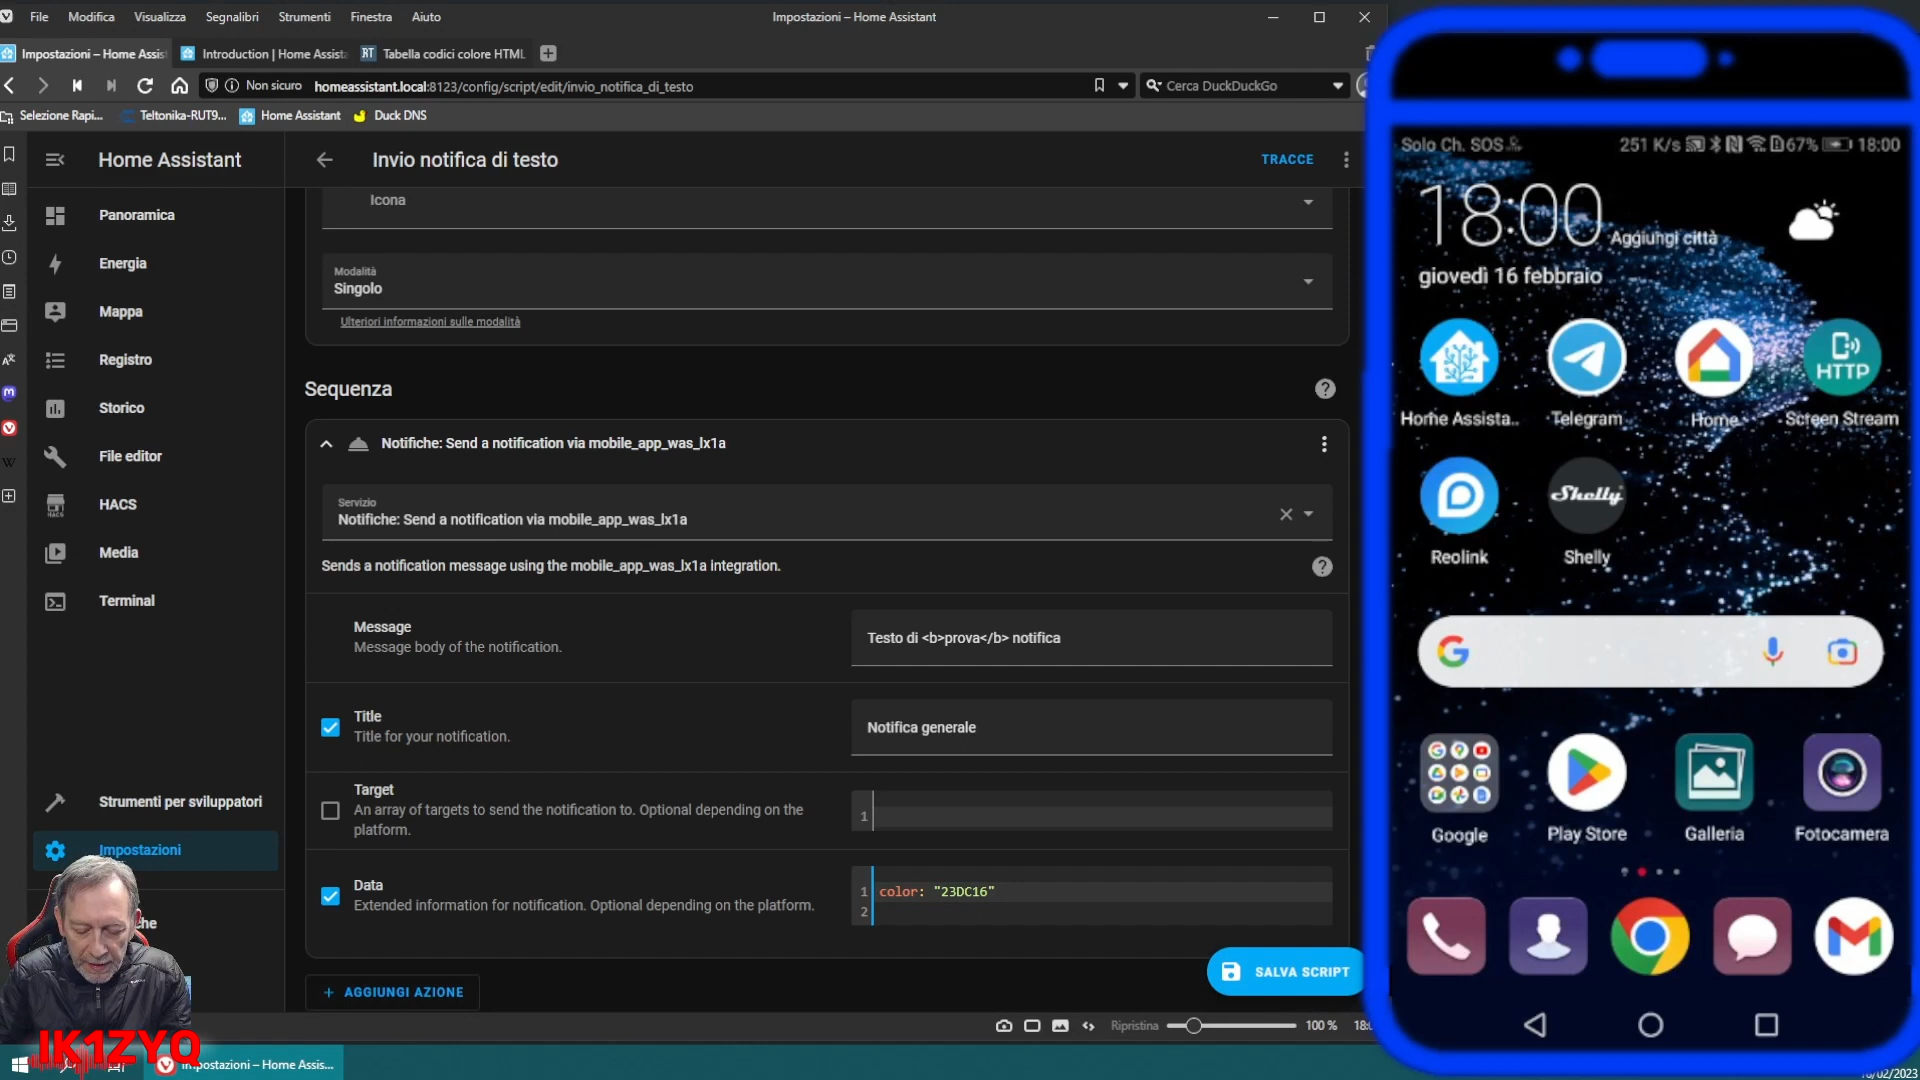 File Modifica Visualizza Segnalibri Strumenti Finestra Aiuto
Impostazioni – Home Assistant
Impostazioni – Home Assis
Introduction | Home Assist
Tabella codici colore HTML
Non sicuro
homeassistant.local:8123/config/script/edit/invio_notifica_di_testo
Cerca DuckDuckGo
Selezione Rapi...
Teltonika-RUT9...
Home Assistant
Duck DNS
Home Assistant
Panoramica
Energia
Mappa
Registro
Storico
File editor
HACS
Media
Terminal
Strumenti per sviluppatori
Impostazioni
Invio notifica di testo
TRACCE
Icona
Modalità
Singolo
Ulteriori informazioni sulle modalità
Sequenza
Notifiche: Send a notification via mobile_app_was_lx1a
Servizio
Notifiche: Send a notification via mobile_app_was_lx1a
Sends a notification message using the mobile_app_was_lx1a integration.
Message
Message body of the notification.
Testo di <b>prova</b> notifica
Title
Title for your notification.
Notifica generale
Target
An array of targets to send the notification to. Optional depending on the
platform.
1
Data
Extended information for notification. Optional depending on the platform.
1 color: "23DC16"
2
SALVA SCRIPT
+ AGGIUNGI AZIONE
Ripristina
100 %
18:0
IK1ZYQ
Impostazioni – Home Assis...
16/02/2023
Solo Ch. SOS
251 K/s
67%
18:00
18:00
Aggiungi città
giovedì 16 febbraio
Home Assista..
Telegram
Home
HTTP
Screen Stream
Reolink
Shelly
Shelly
Google
Play Store
Galleria
Fotocamera